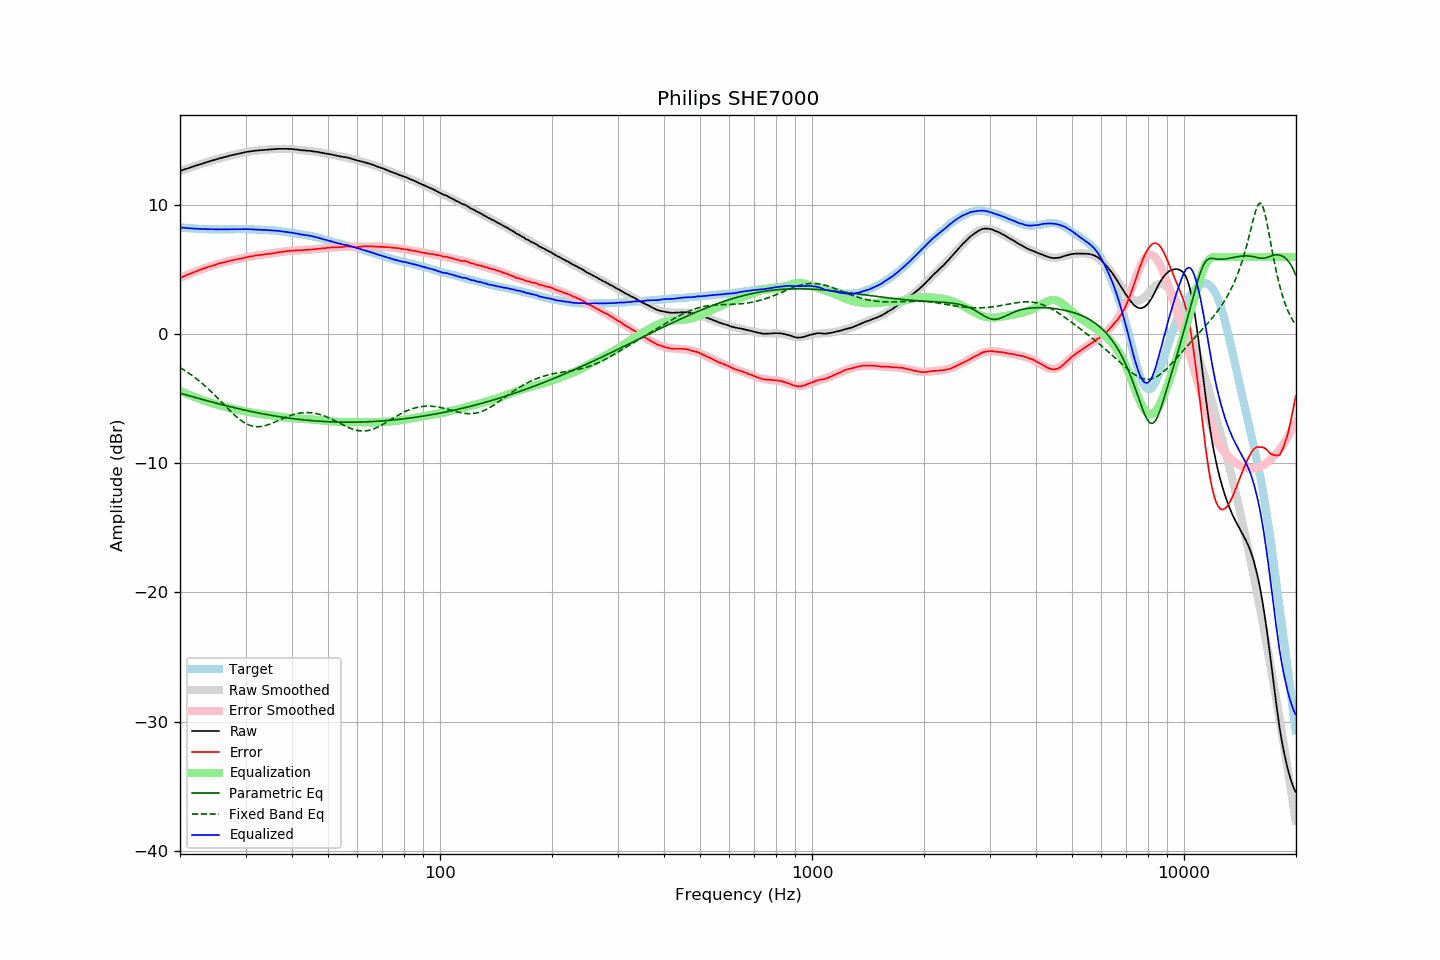 Philips SHE7000
Amplitude (dBr)
10
0
−10
−20
−30
−40
Target
Raw Smoothed
Error Smoothed
Raw
Error
Equalization
Parametric Eq
Fixed Band Eq
Equalized
100
1000
10000
Frequency (Hz)